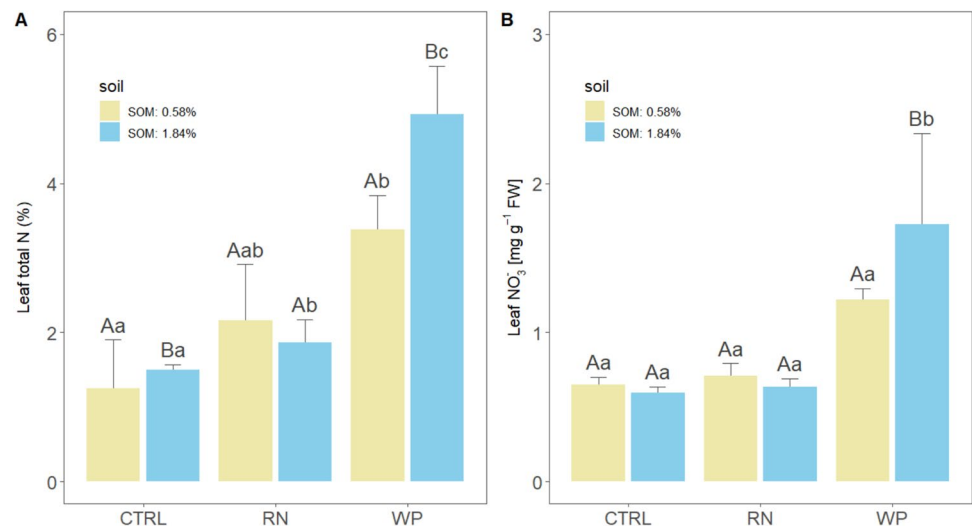 A
Leaf total N (%)
6
4
2
0
soil
SOM: 0.58%
SOM: 1.84%
Aa
Ba
Aab
Ab
Ab
Bc
CTRL
RN
WP
B
Leaf NO₃⁻ [mg g⁻¹ FW]
3
2
1
0
soil
SOM: 0.58%
SOM: 1.84%
Aa
Aa
Aa
Aa
Aa
Bb
CTRL
RN
WP